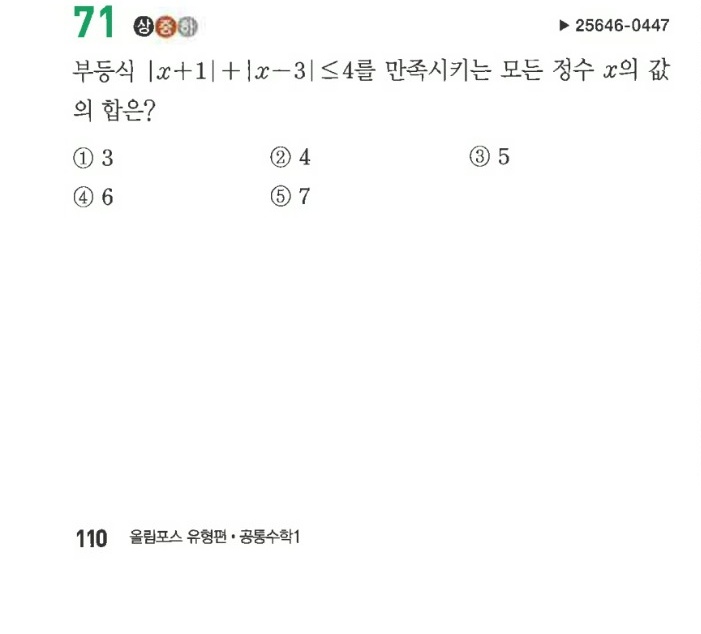 71 상 중 하 ▶ 25646-0447
부등식 |x+1|+|x-3|≤4를 만족시키는 모든 정수 x의 값
의 합은?
① 3 ② 4 ③ 5
④ 6 ⑤ 7
110 올림포스 유형편 • 공통수학1